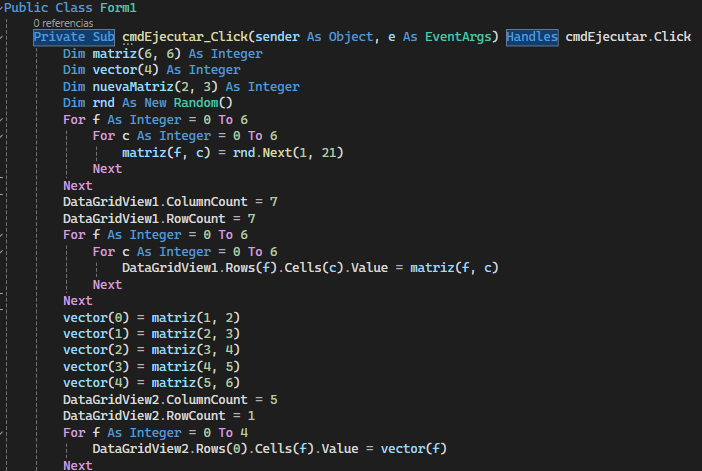 Public Class Form1
0 referencias
Private Sub cmdEjecutar_Click(sender As Object, e As EventArgs) Handles cmdEjecutar.Click
Dim matriz(6, 6) As Integer
Dim vector(4) As Integer
Dim nuevaMatriz(2, 3) As Integer
Dim rnd As New Random()
For f As Integer = 0 To 6
For c As Integer = 0 To 6
matriz(f, c) = rnd.Next(1, 21)
Next
Next
DataGridView1.ColumnCount = 7
DataGridView1.RowCount = 7
For f As Integer = 0 To 6
For c As Integer = 0 To 6
DataGridView1.Rows(f).Cells(c).Value = matriz(f, c)
Next
Next
vector(0) = matriz(1, 2)
vector(1) = matriz(2, 3)
vector(2) = matriz(3, 4)
vector(3) = matriz(4, 5)
vector(4) = matriz(5, 6)
DataGridView2.ColumnCount = 5
DataGridView2.RowCount = 1
For f As Integer = 0 To 4
DataGridView2.Rows(0).Cells(f).Value = vector(f)
Next